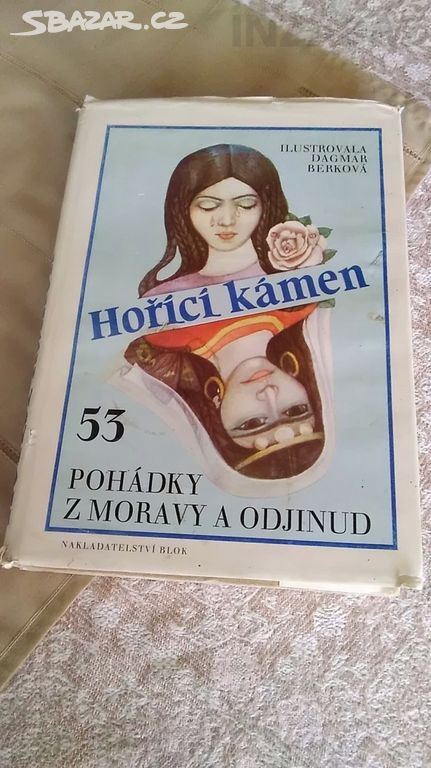 SBAZAR.CZ
ILUSTROVALA
DAGMAR
BERKOVÁ
Hořící kámen
53
POHÁDKY
Z MORAVY A ODJINUD
NAKLADATELSTVÍ BLOK